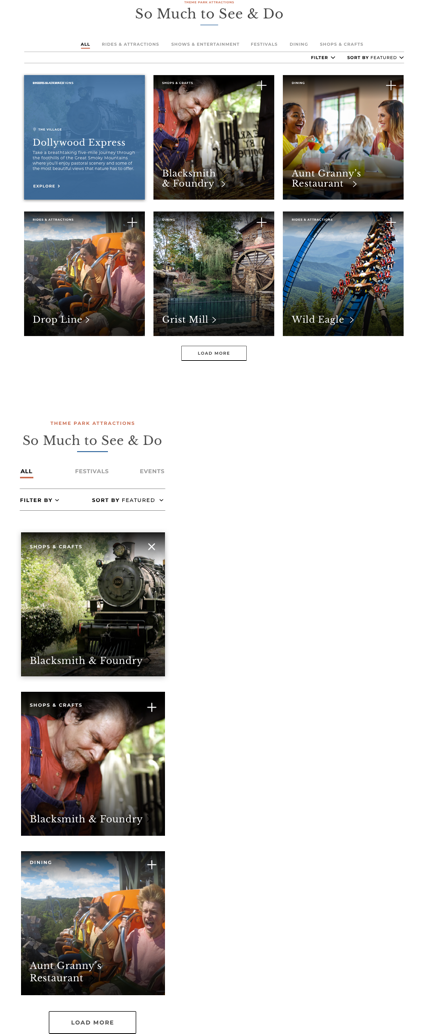 THEME PARK ATTRACTIONS
So Much to See & Do
ALL RIDES & ATTRACTIONS SHOWS & ENTERTAINMENT FESTIVALS DINING SHOPS & CRAFTS
FILTER SORT BY FEATURED
THE VILLAGE
Dollywood Express
Take a breathtaking five-mile journey through
the foothills of the Great Smoky Mountains
where you'll enjoy pastoral scenery and some of
the most beautiful views that nature has to offer.
EXPLORE >
SHOPS & CRAFTS
Blacksmith
& Foundry >
DINING
Aunt Granny's
Restaurant >
RIDES & ATTRACTIONS
Drop Line >
DINING
Grist Mill >
RIDES & ATTRACTIONS
Wild Eagle >
LOAD MORE
THEME PARK ATTRACTIONS
So Much to See & Do
ALL FESTIVALS EVENTS
FILTER BY SORT BY FEATURED
SHOPS & CRAFTS
Blacksmith & Foundry
SHOPS & CRAFTS
Blacksmith & Foundry
DINING
Aunt Granny's
Restaurant
LOAD MORE